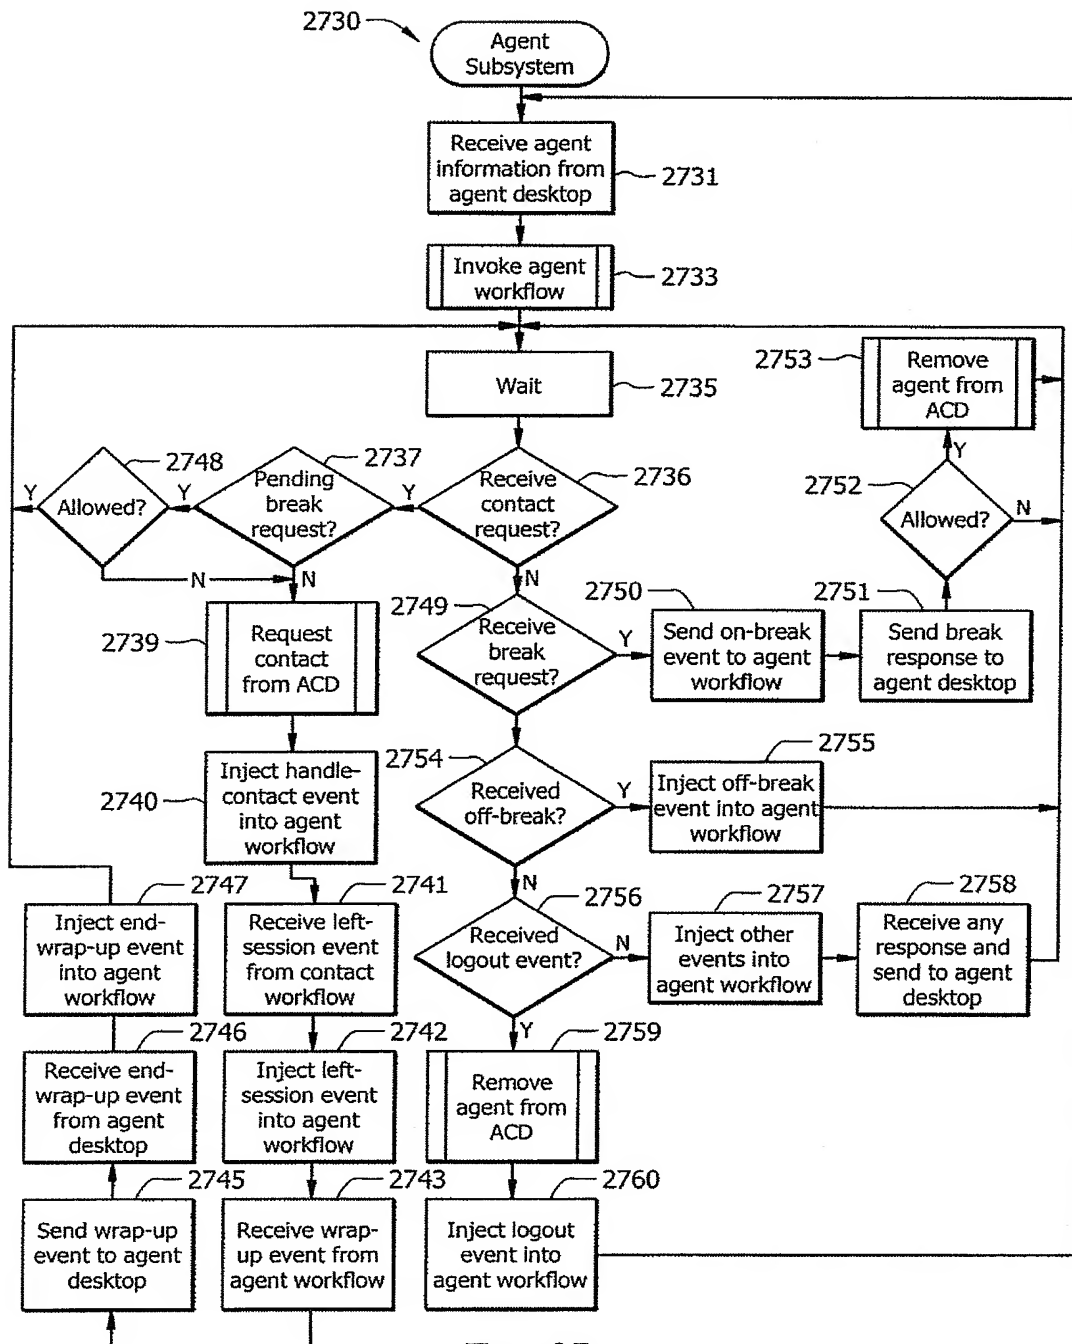 2730
Agent
Subsystem
Receive agent
information from
agent desktop
2731
Invoke agent
workflow
2733
Wait
2735
2753
Remove
agent from
ACD
Y
2748
Allowed?
Y
Y
N
2737
Pending
break
request?
Y
N
2736
Receive
contact
request?
N
2752
Allowed?
N
2739
Request
contact
from ACD
2749
Receive
break
request?
Y
2750
Send on-break
event to agent
workflow
2751
Send break
response to
agent desktop
2740
Inject handle-
contact event
into agent
workflow
2754
Received
off-break?
Y
N
2755
Inject off-break
event into agent
workflow
2747
Inject end-
wrap-up event
into agent
workflow
2741
Receive left-
session event
from contact
workflow
2756
Received
logout event?
N
Y
2757
Inject other
events into
agent workflow
2758
Receive any
response and
send to agent
desktop
2746
Receive end-
wrap-up event
from agent
desktop
2742
Inject left-
session event
into agent
workflow
2759
Remove
agent from
ACD
2745
Send wrap-up
event to agent
desktop
2743
Receive wrap-
up event from
agent workflow
2760
Inject logout
event into
agent workflow